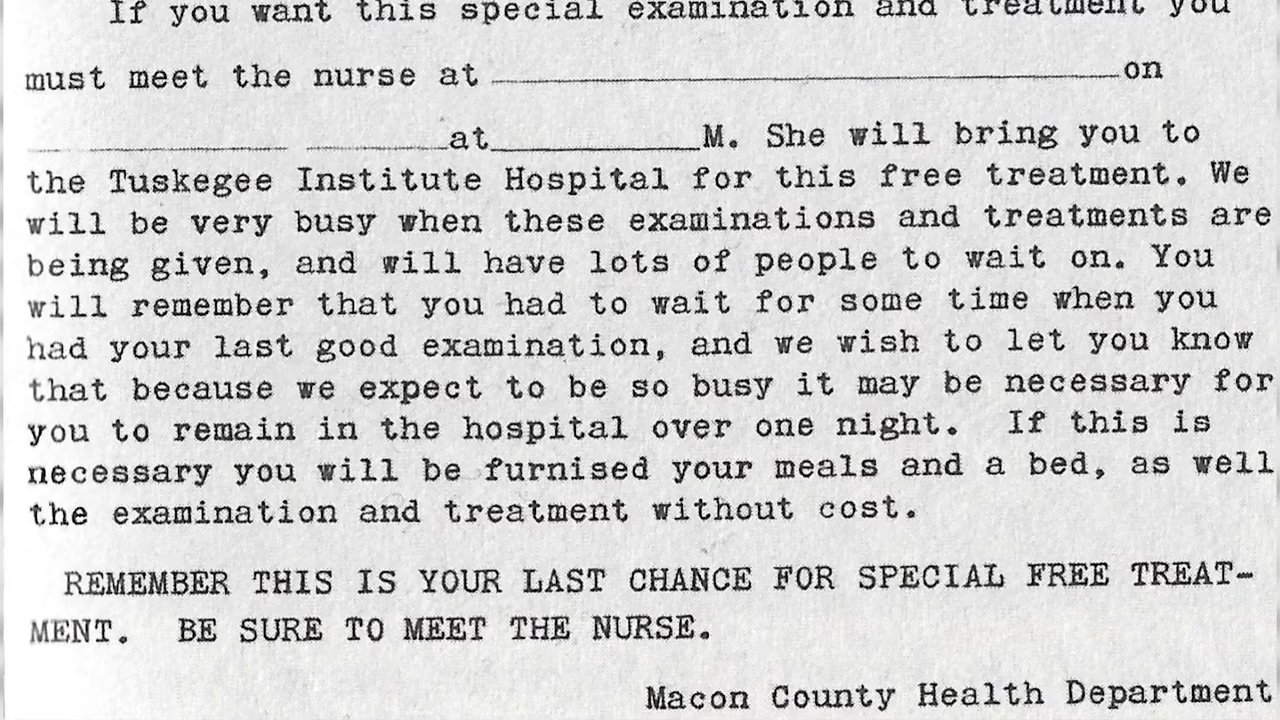 If you want this special examination and treatment you
must meet the nurse at on
at M. She will bring you to
the Tuskegee Institute Hospital for this free treatment. We
will be very busy when these examinations and treatments are
being given, and will have lots of people to wait on. You
will remember that you had to wait for some time when you
had your last good examination, and we wish to let you know
that because we expect to be so busy it may be necessary for
you to remain in the hospital over one night. If this is
necessary you will be furnised your meals and a bed, as well
the examination and treatment without cost.
REMEMBER THIS IS YOUR LAST CHANCE FOR SPECIAL FREE TREAT-
MENT. BE SURE TO MEET THE NURSE.
Macon County Health Department